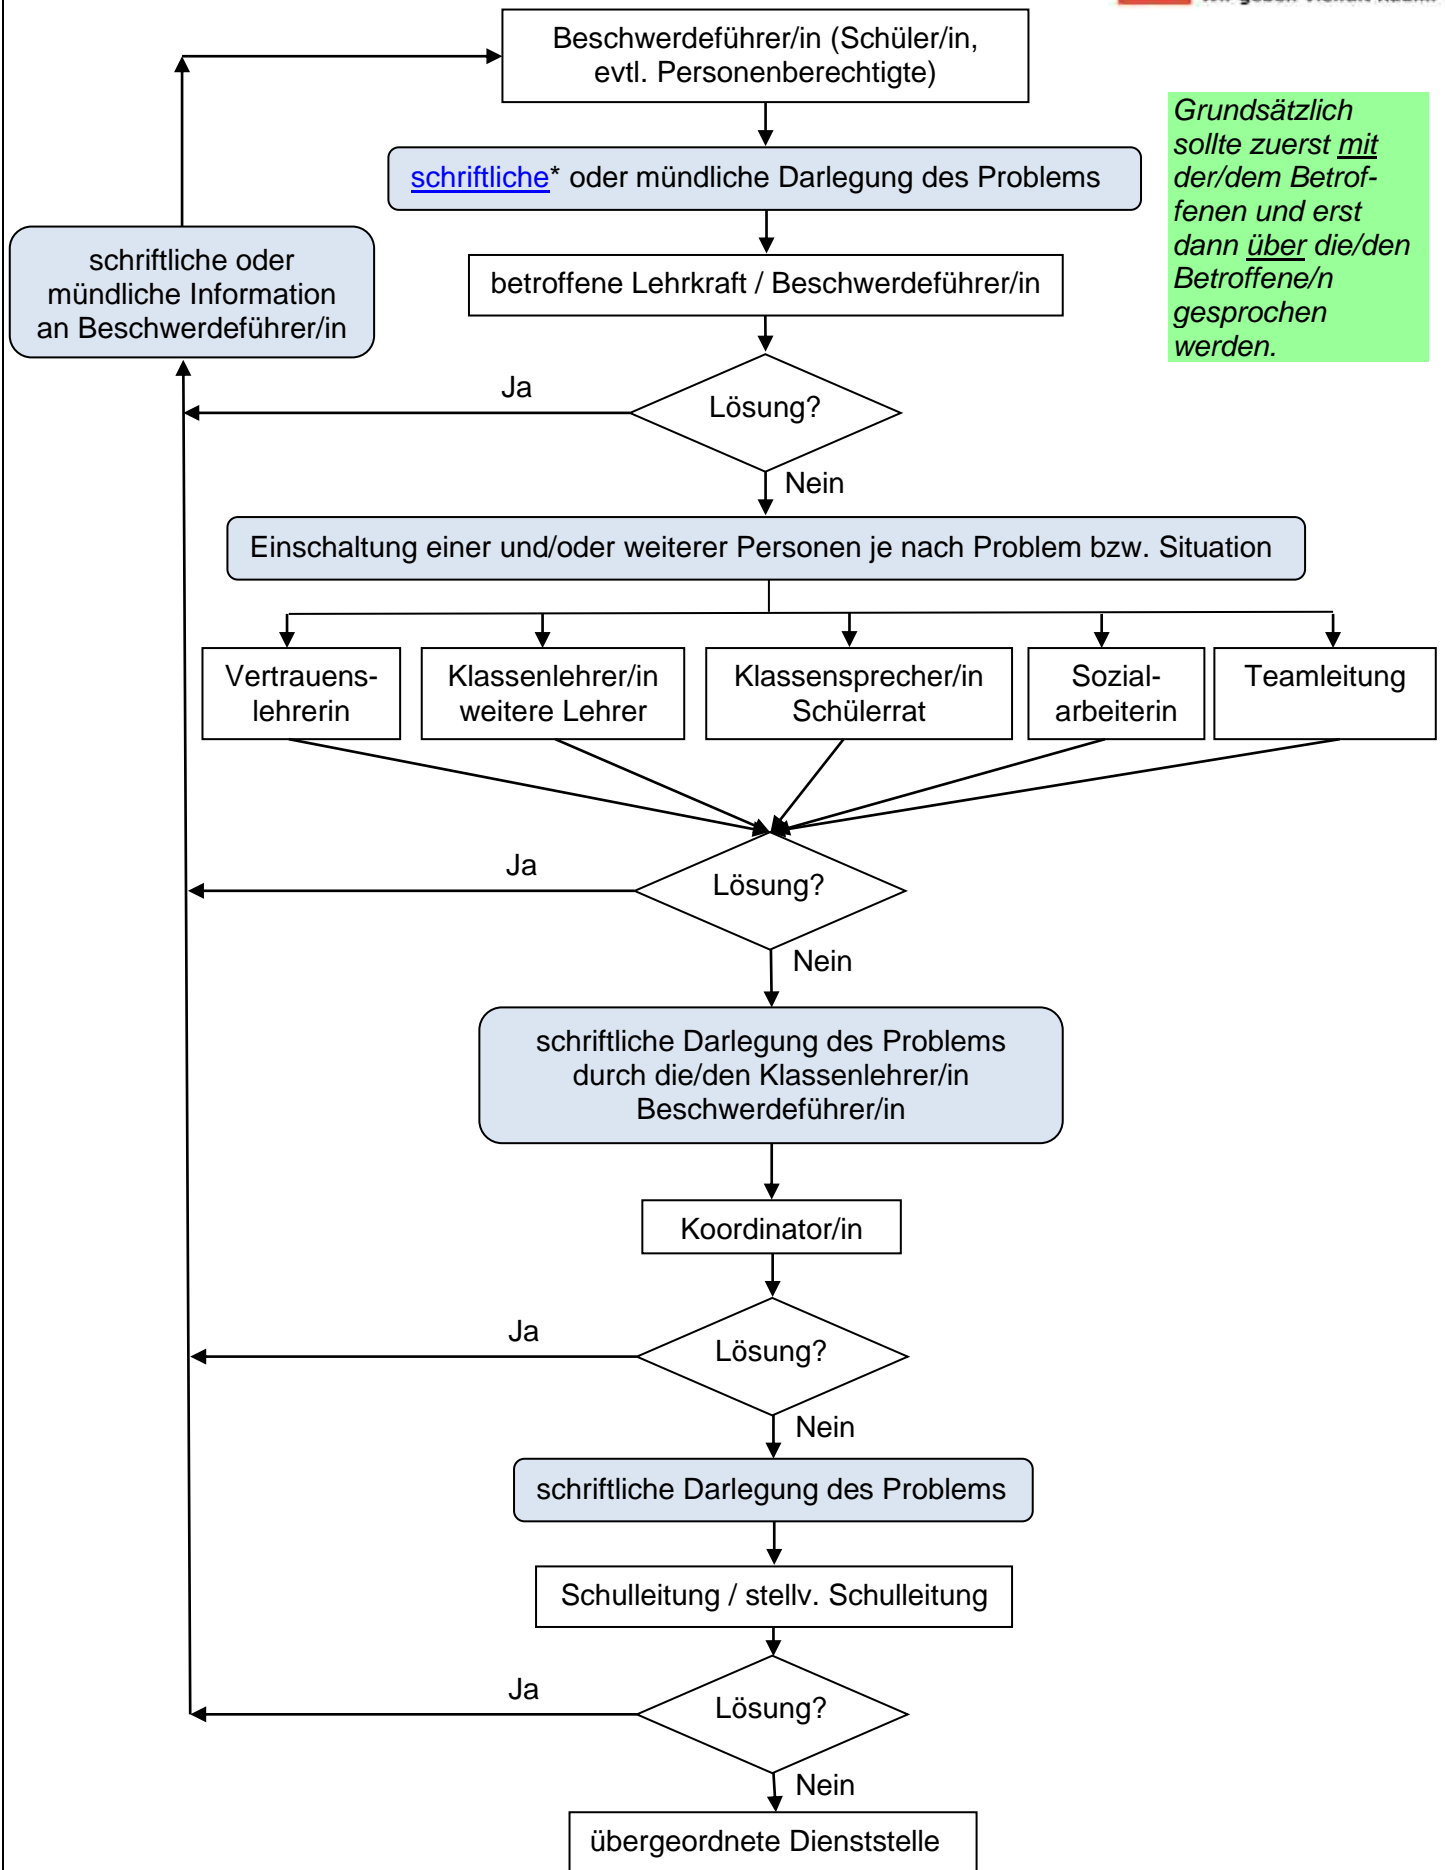 Beschwerdeführer/in (Schüler/in,
evtl. Personenberechtigte)
Grundsätzlich
sollte zuerst mit
der/dem Betrof-
fenen und erst
dann über die/den
Betroffene/n
gesprochen
werden.
schriftliche* oder mündliche Darlegung des Problems
schriftliche oder
mündliche Information
an Beschwerdeführer/in
betroffene Lehrkraft / Beschwerdeführer/in
Ja
Lösung?
Nein
Einschaltung einer und/oder weiterer Personen je nach Problem bzw. Situation
Vertrauens-
lehrerin
Klassenlehrer/in
weitere Lehrer
Klassensprecher/in
Schülerrat
Sozial-
arbeiterin
Teamleitung
Ja
Lösung?
Nein
schriftliche Darlegung des Problems
durch die/den Klassenlehrer/in
Beschwerdeführer/in
Koordinator/in
Ja
Lösung?
Nein
schriftliche Darlegung des Problems
Schulleitung / stellv. Schulleitung
Ja
Lösung?
Nein
übergeordnete Dienststelle